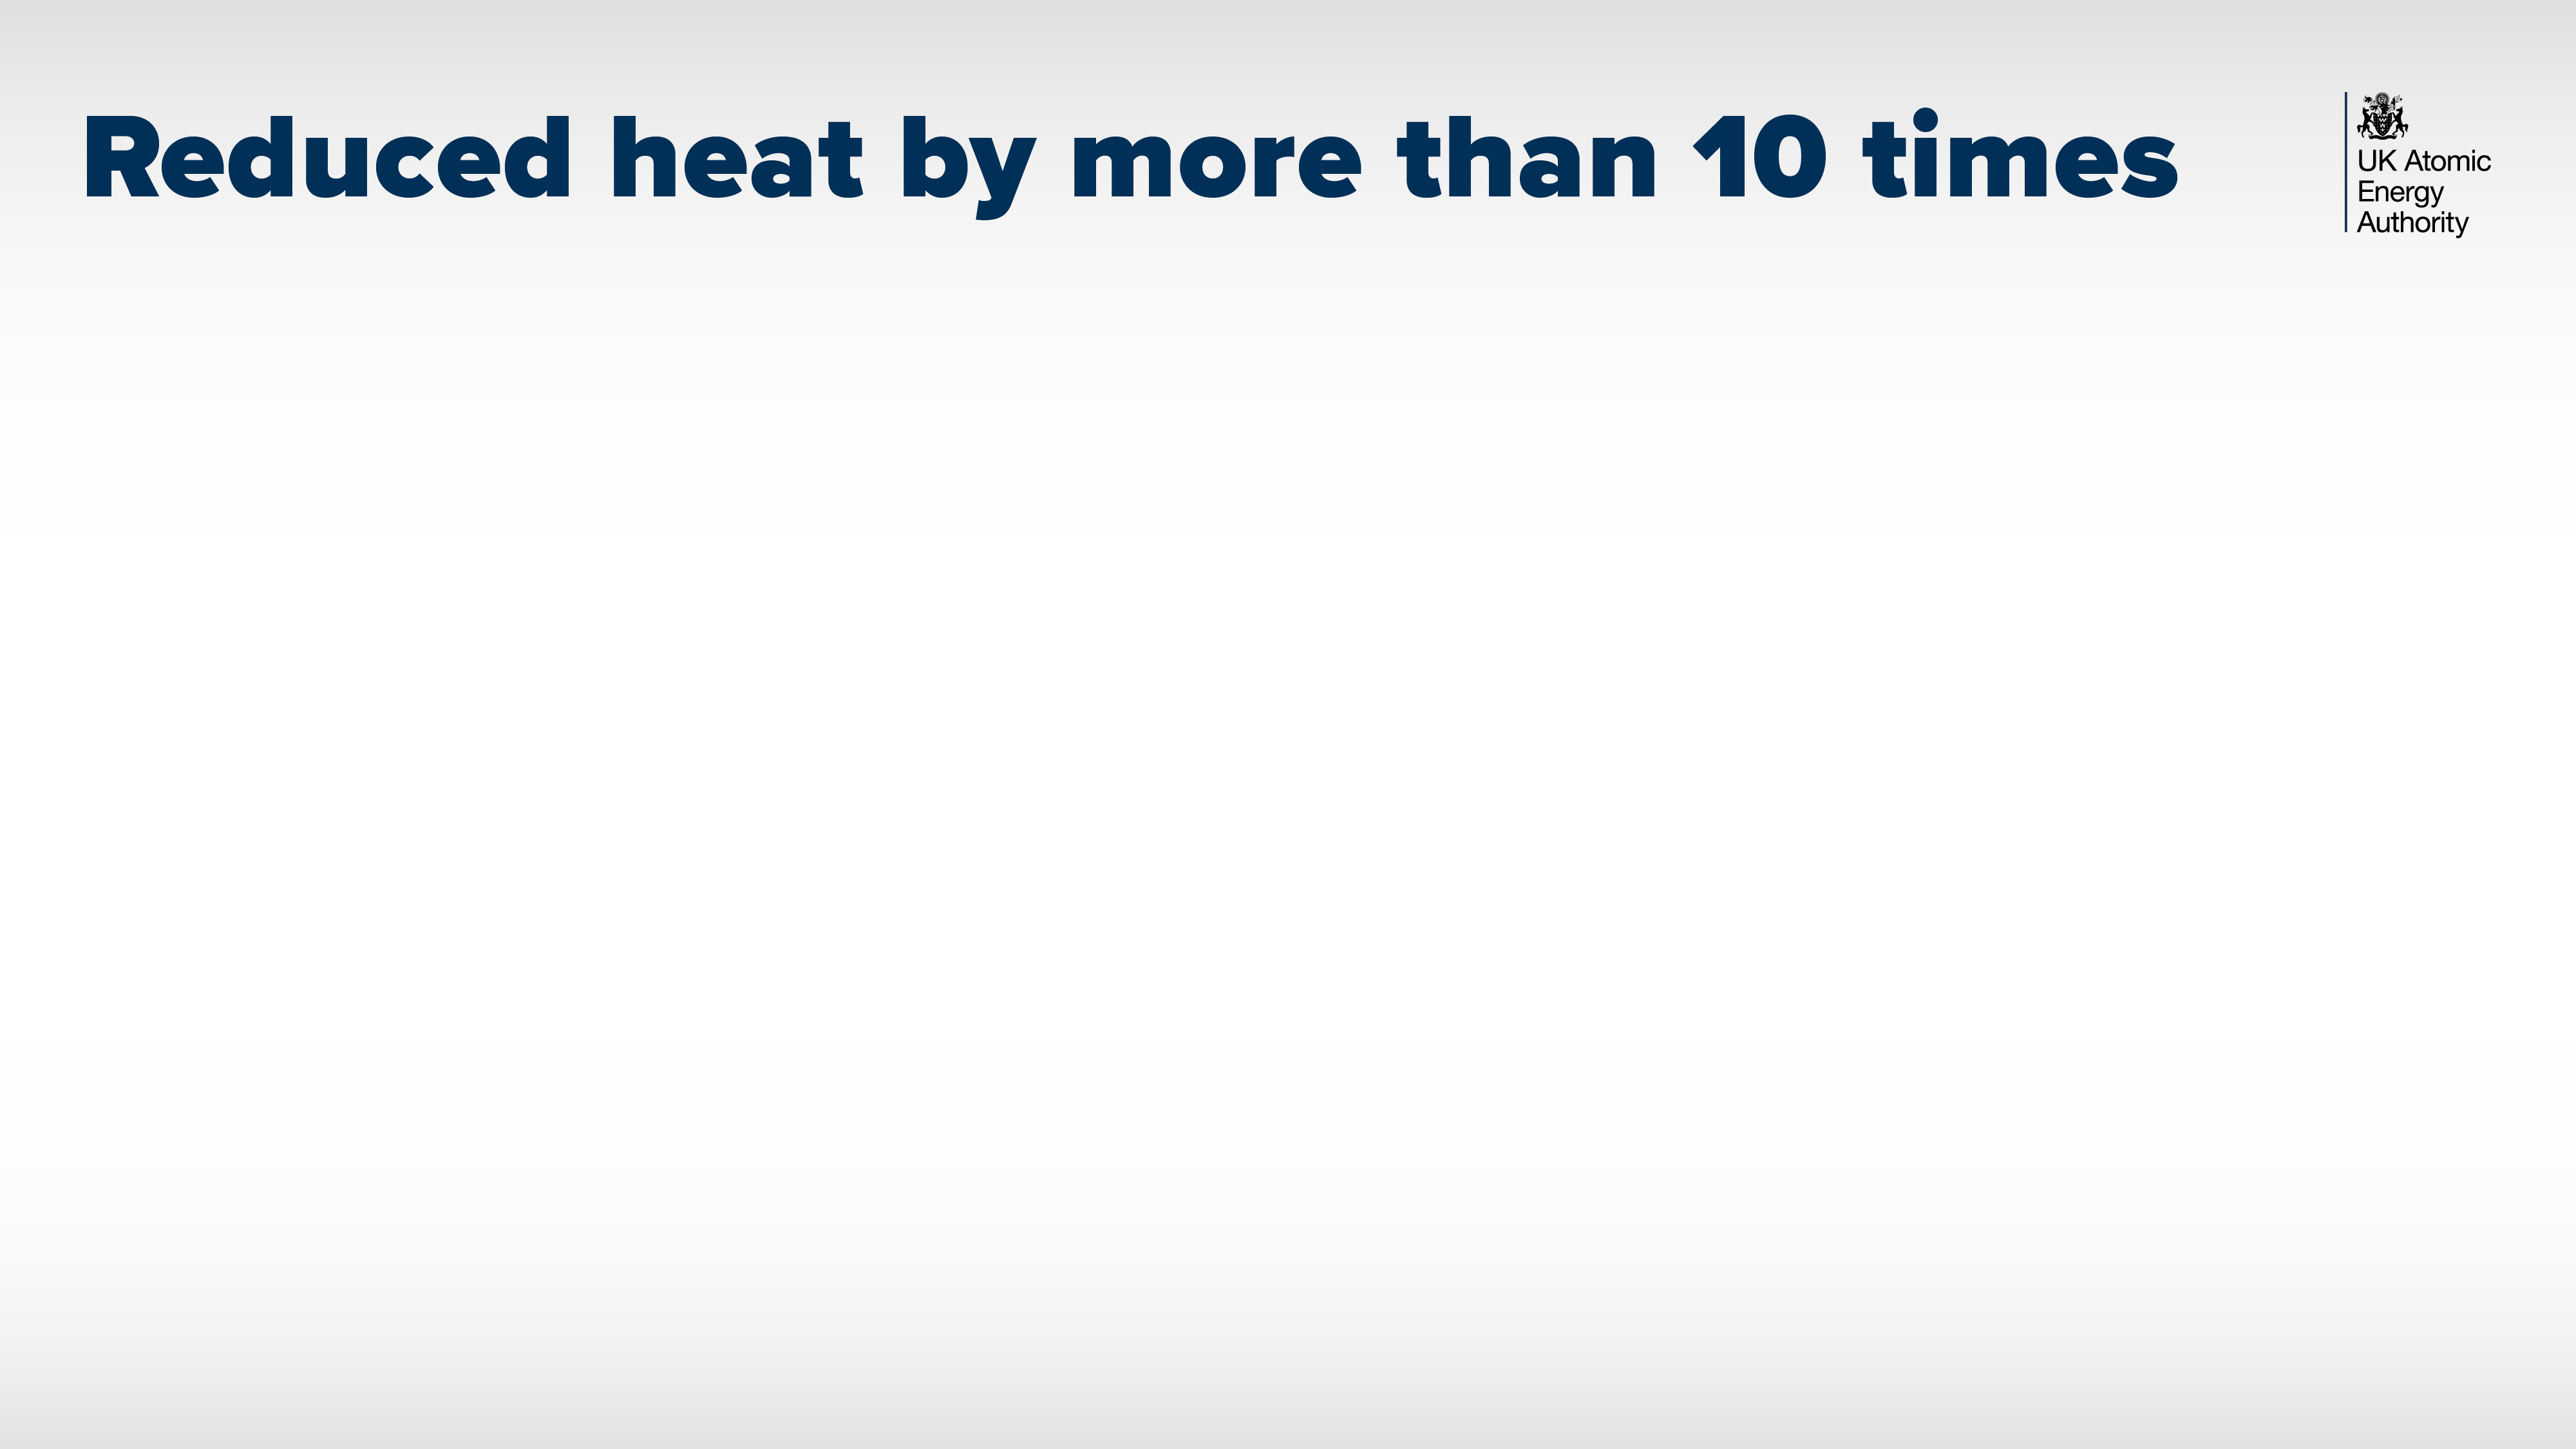 Reduced heat by more than 10 times
UK Atomic
Energy
Authority